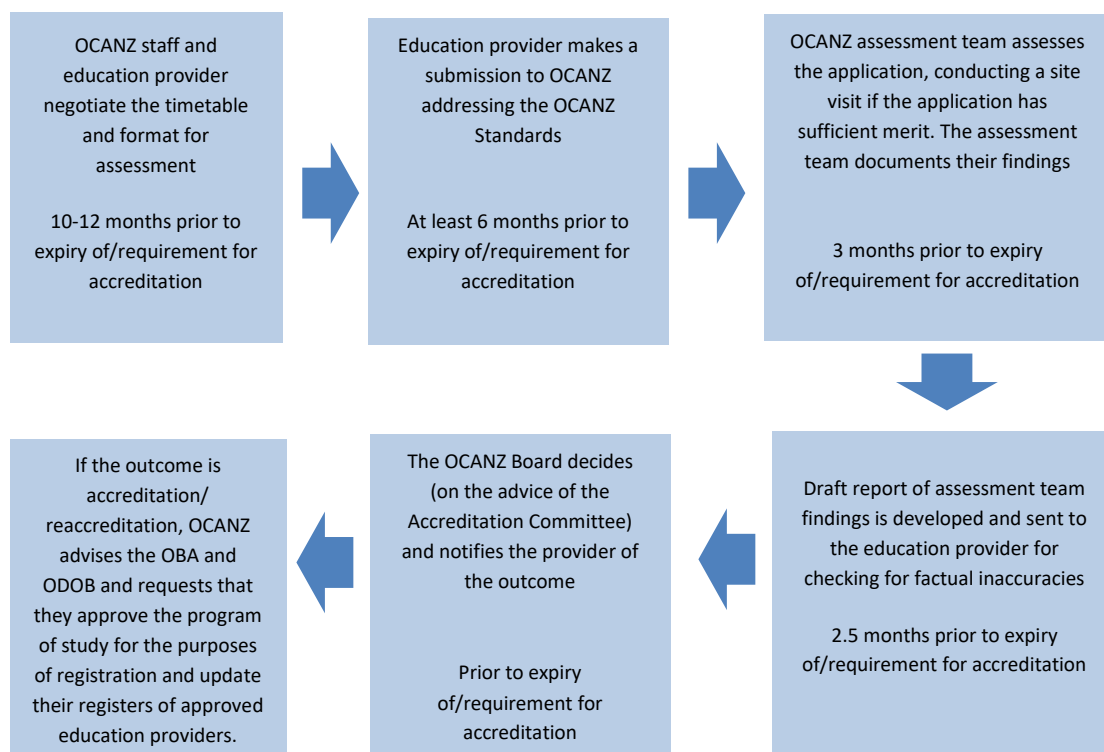 OCANZ staff and
education provider
negotiate the timetable
and format for
assessment
10-12 months prior to
expiry of/requirement for
accreditation
Education provider makes a
submission to OCANZ
addressing the OCANZ
Standards
At least 6 months prior to
expiry of/requirement for
accreditation
OCANZ assessment team assesses
the application, conducting a site
visit if the application has
sufficient merit. The assessment
team documents their findings
3 months prior to expiry
of/requirement for accreditation
Draft report of assessment team
findings is developed and sent to
the education provider for
checking for factual inaccuracies
2.5 months prior to expiry
of/requirement for accreditation
The OCANZ Board decides
(on the advice of the
Accreditation Committee)
and notifies the provider of
the outcome
Prior to expiry
of/requirement for
accreditation
If the outcome is
accreditation/
reaccreditation, OCANZ
advises the OBA and
ODOB and requests that
they approve the program
of study for the purposes
of registration and update
their registers of approved
education providers.